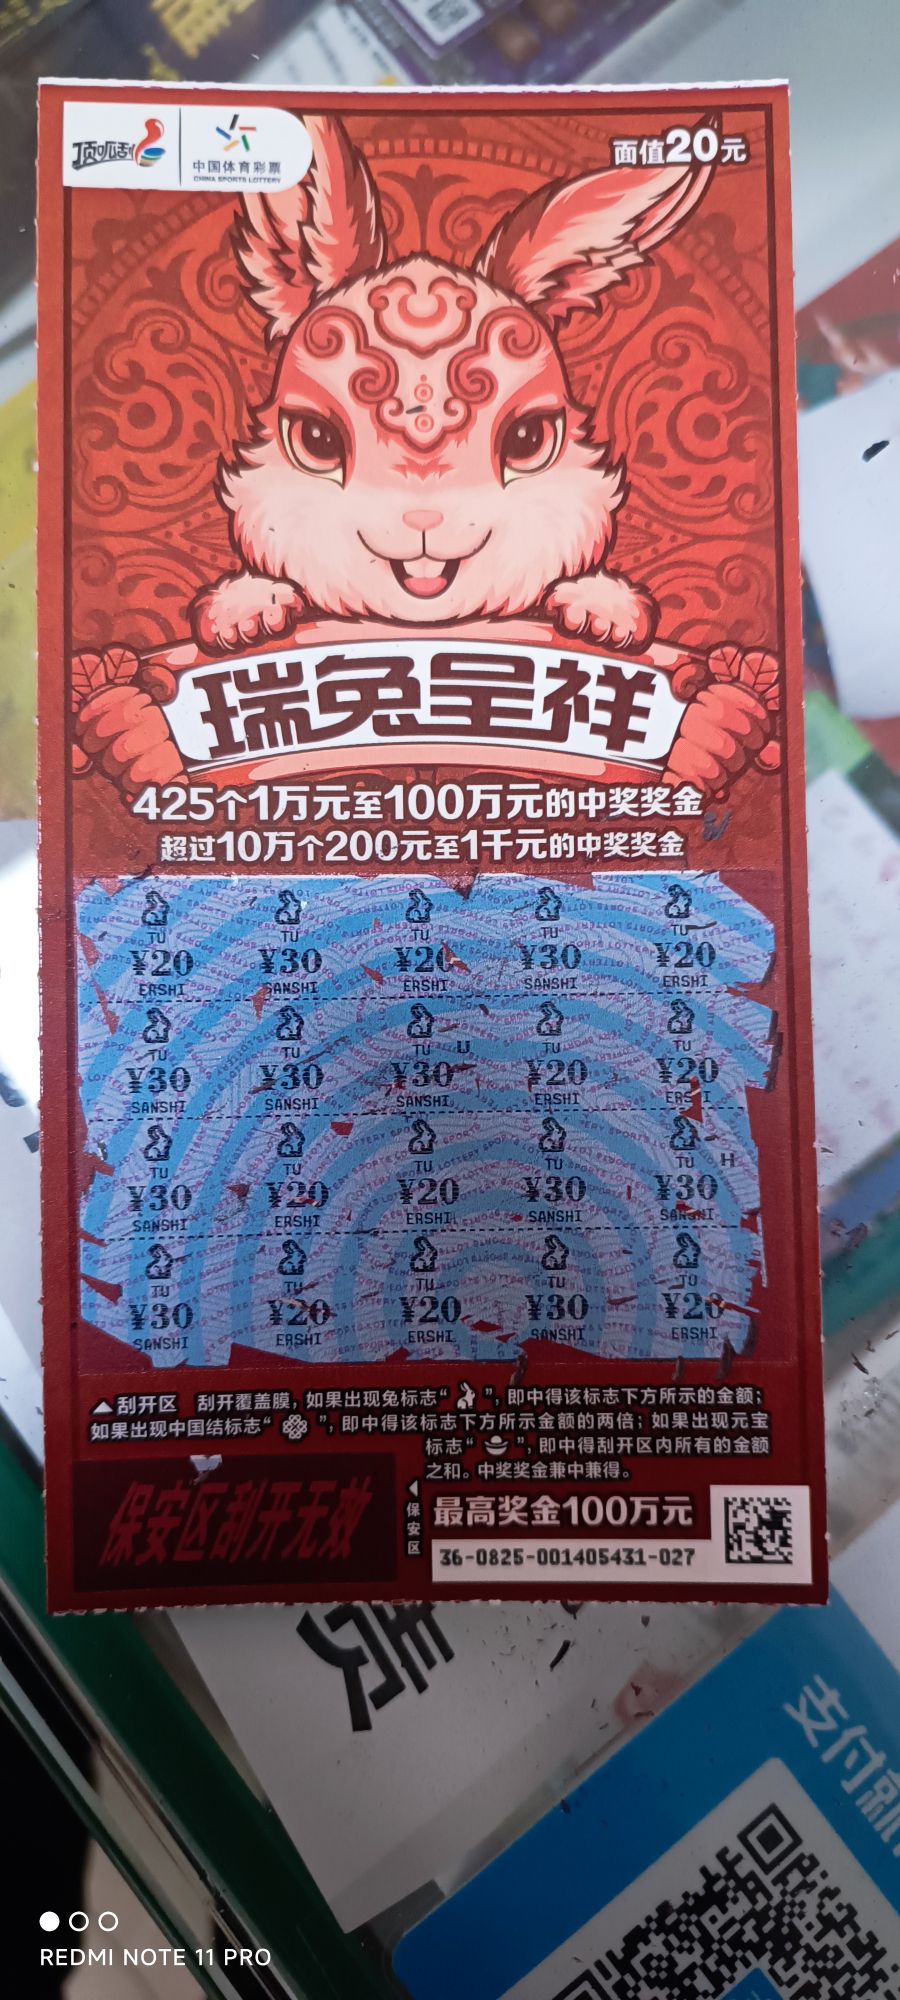 顶呱刮
中国体育彩票
CHINA SPORTS LOTTERY
面值20元
瑞兔呈祥
425个1万元至100万元的中奖奖金
超过10万个200元至1千元的中奖奖金
TU TU TU TU TU
¥20 ¥30 ¥20 ¥30 ¥20
ERSHI SANSHI ERSHI SANSHI ERSHI
TU TU TU TU TU
¥30 ¥30 ¥30 ¥20 ¥20
SANSHI SANSHI SANSHI ERSHI ERSHI
TU TU TU TU TU
¥30 ¥20 ¥20 ¥30 ¥30
SANSHI ERSHI ERSHI SANSHI SANSHI
TU TU TU TU TU
¥30 ¥20 ¥20 ¥30 ¥20
SANSHI ERSHI ERSHI SANSHI ERSHI
刮开区 刮开覆盖膜，如果出现兔标志“ ”，即中得该标志下方所示的金额；
如果出现中国结标志“ ”，即中得该标志下方所示金额的两倍；如果出现元宝
标志“ ”，即中得刮开区内所有的金额
之和。中奖奖金兼中兼得。
保安区刮开无效
保安区
最高奖金100万元
36-0825-001405431-027
支付就
REDMI NOTE 11 PRO